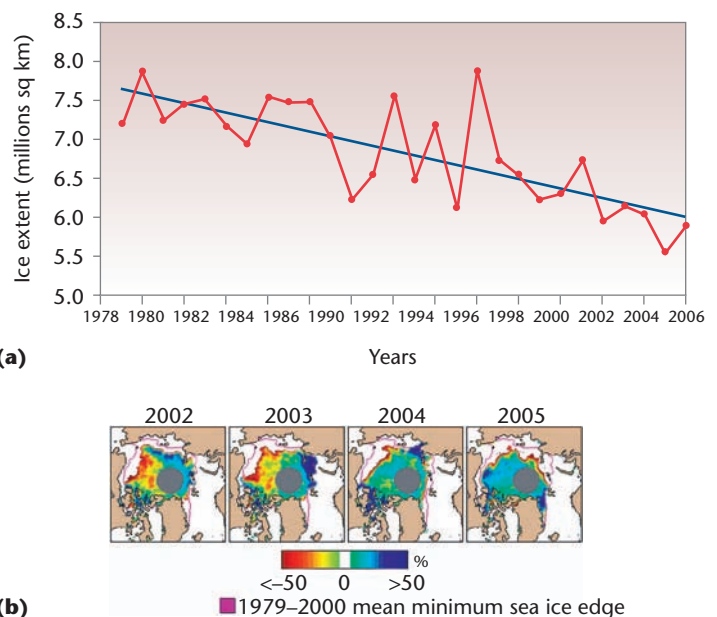 8.5
8.0
7.5
7.0
6.5
6.0
5.5
5.0
Ice extent (millions sq km)
1978 1980 1982 1984 1986 1990 1992 1994 1996 1998 2000 2002 2004 2006
(a)
Years
2002 2003 2004 2005
%
<–50 0 >50
(b)
1979–2000 mean minimum sea ice edge